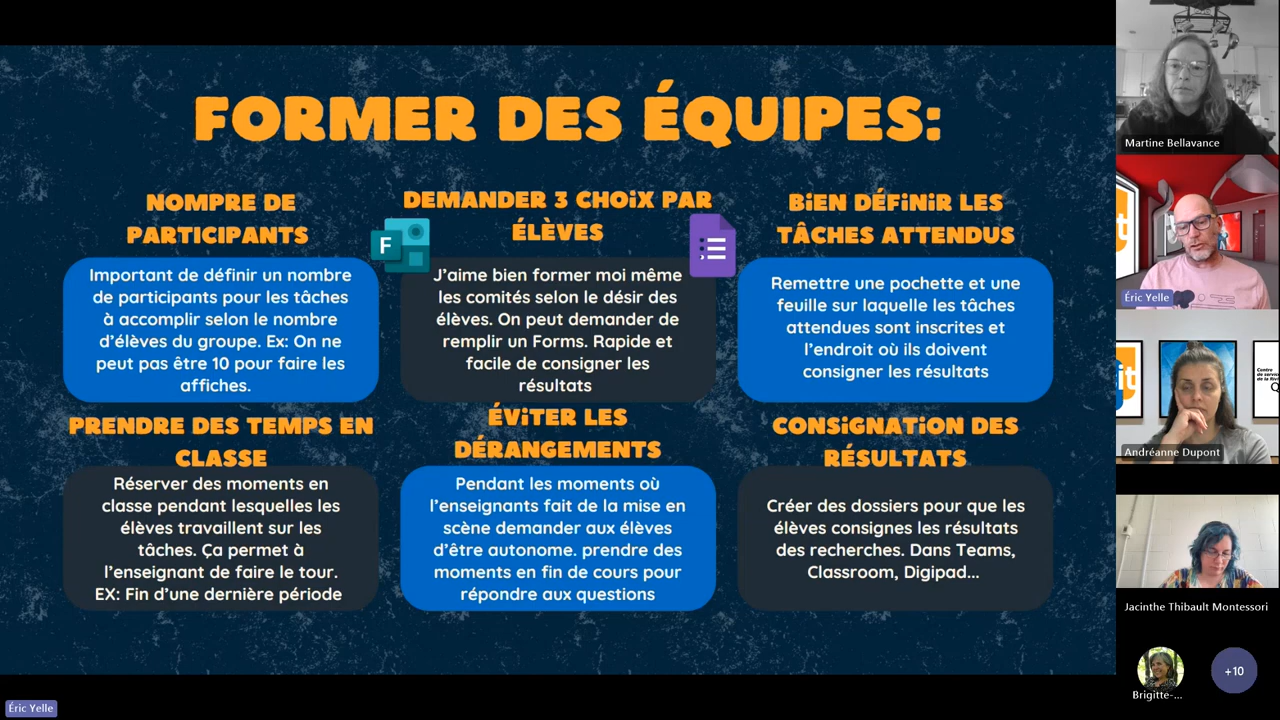 FORMER DES ÉQUIPES:
NOMPRE DE
PARTICIPANTS
Important de définir un nombre
de participants pour les tâches
à accomplir selon le nombre
d'élèves du groupe. Ex: On ne
peut pas être 10 pour faire les
affiches.
DEMANDER 3 CHOIX PAR
ÉLÈVES
F
J'aime bien former moi même
les comités selon le désir des
élèves. On peut demander de
remplir un Forms. Rapide et
facile de consigner les
résultats
BIEN DÉFINIR LES
TÂCHES ATTENDUS
Remettre une pochette et une
feuille sur laquelle les tâches
attendues sont inscrites et
l'endroit où ils doivent
consigner les résultats
PRENDRE DES TEMPS EN
CLASSE
Réserver des moments en
classe pendant lesquelles les
élèves travaillent sur les
tâches. Ça permet à
l'enseignant de faire le tour.
EX: Fin d'une dernière période
ÉVITER LES
DÉRANGEMENTS
Pendant les moments où
l'enseignants fait de la mise en
scène demander aux élèves
d'être autonome. prendre des
moments en fin de cours pour
répondre aux questions
CONSIGNATION DES
RÉSULTATS
Créer des dossiers pour que les
élèves consignes les résultats
des recherches. Dans Teams,
Classroom, Digipad...
Martine Bellavance
Éric Yelle
Andréanne Dupont
Jacinthe Thibault Montessori
Brigitte-...
+10
Éric Yelle